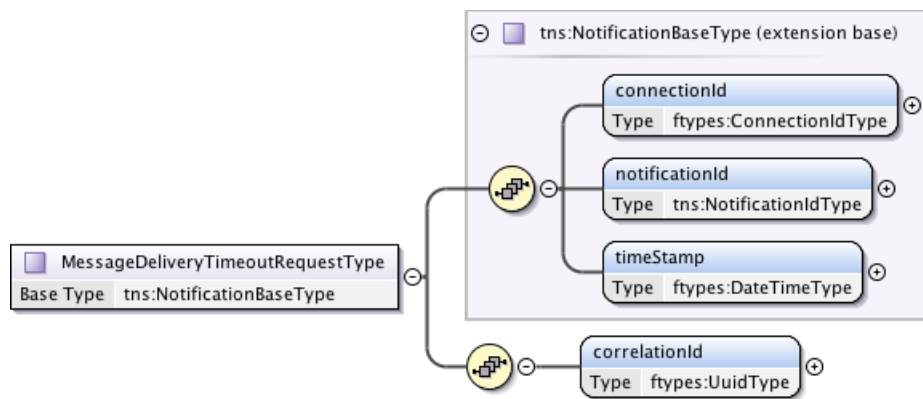 tns:NotificationBaseType (extension base)
connectionId
Type ftypes:ConnectionIdType
notificationId
Type tns:NotificationIdType
MessageDeliveryTimeoutRequestType
Base Type tns:NotificationBaseType
timeStamp
Type ftypes:DateTimeType
correlationId
Type ftypes:UuidType